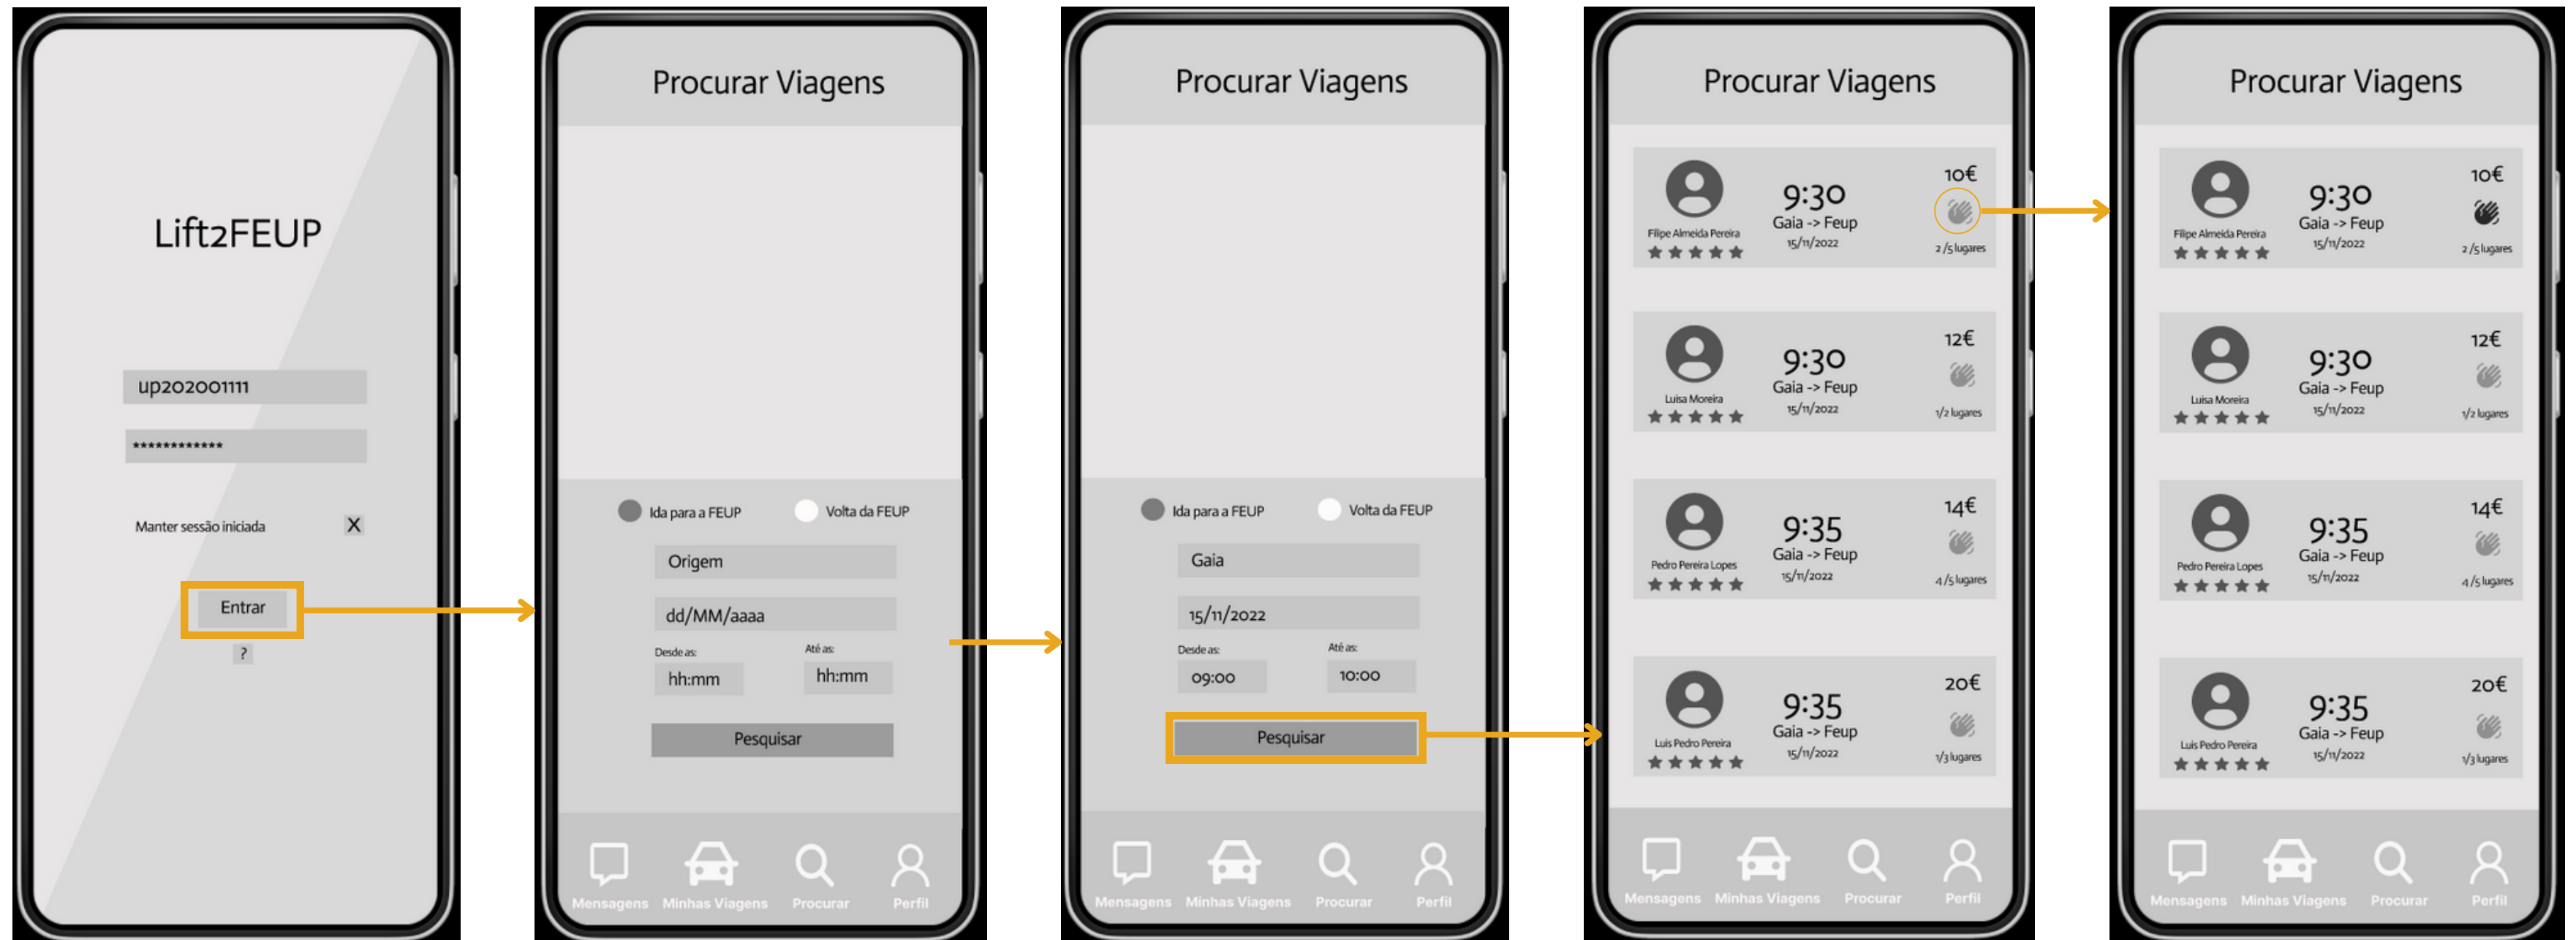 Lift2FEUP
up202001111
************
Manter sessão iniciada X
Entrar
?
Procurar Viagens
Ida para a FEUP Volta da FEUP
Origem
dd/MM/aaaa
Desde as: Até as:
hh:mm hh:mm
Pesquisar
Mensagens Minhas Viagens Procurar Perfil
Procurar Viagens
Ida para a FEUP Volta da FEUP
Gaia
15/11/2022
Desde as: Até as:
09:00 10:00
Pesquisar
Mensagens Minhas Viagens Procurar Perfil
Procurar Viagens
10€
9:30
Gaia -> Feup
Filipe Almeida Pereira
15/11/2022
2 /5 lugares
12€
9:30
Gaia -> Feup
Luisa Moreira
15/11/2022
1/2 lugares
14€
9:35
Gaia -> Feup
Pedro Pereira Lopes
15/11/2022
4 /5 lugares
20€
9:35
Gaia -> Feup
Luis Pedro Pereira
15/11/2022
1/3 lugares
Mensagens Minhas Viagens Procurar Perfil
Procurar Viagens
10€
9:30
Gaia -> Feup
Filipe Almeida Pereira
15/11/2022
2 /5 lugares
12€
9:30
Gaia -> Feup
Luisa Moreira
15/11/2022
1/2 lugares
14€
9:35
Gaia -> Feup
Pedro Pereira Lopes
15/11/2022
4 /5 lugares
20€
9:35
Gaia -> Feup
Luis Pedro Pereira
15/11/2022
1/3 lugares
Mensagens Minhas Viagens Procurar Perfil